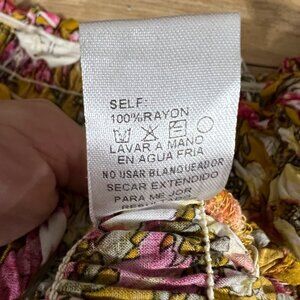 SELF:
100%RAYON
LAVAR A MANO
EN AGUA FRIA
NO USAR BLANQUEADOR
SECAR EXTENDIDO
PARA MEJOR